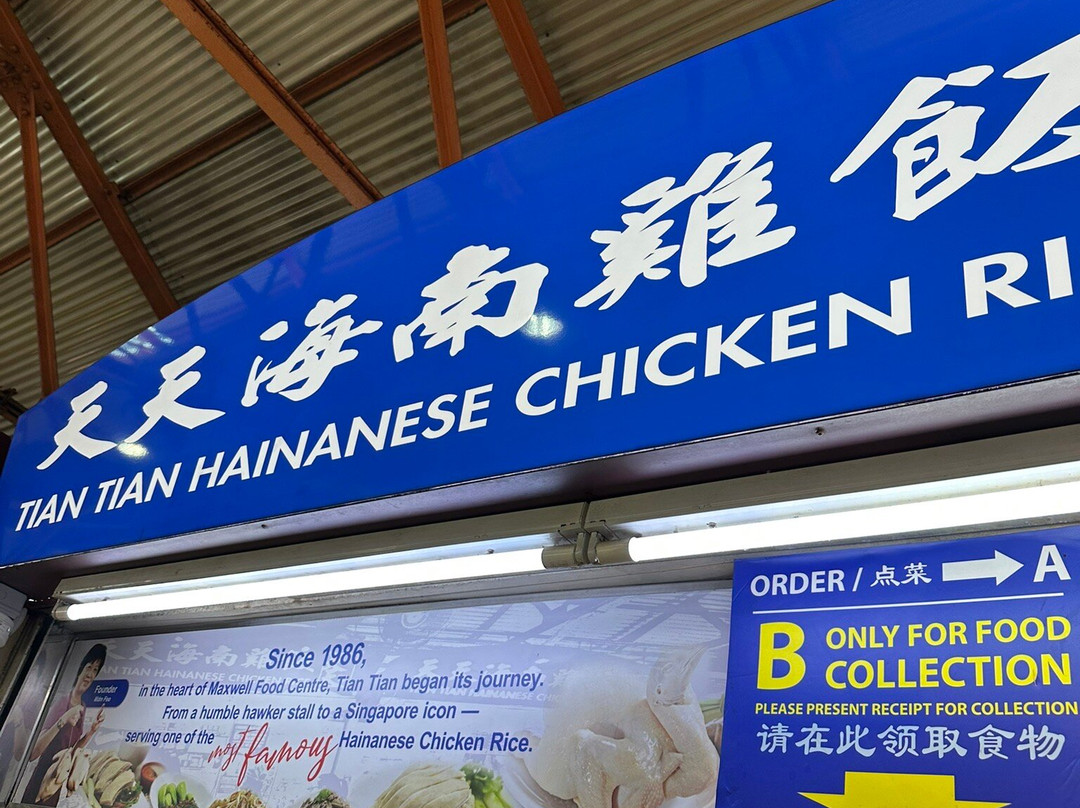 天天海南雞飯
TIAN TIAN HAINANESE CHICKEN RI
ORDER / 点菜 A
B ONLY FOR FOOD
COLLECTION
PLEASE PRESENT RECEIPT FOR COLLECTION
请在此领取食物
Since 1986,
in the heart of Maxwell Food Centre, Tian Tian began its journey.
From a humble hawker stall to a Singapore icon —
serving one of the most famous Hainanese Chicken Rice.
Founder